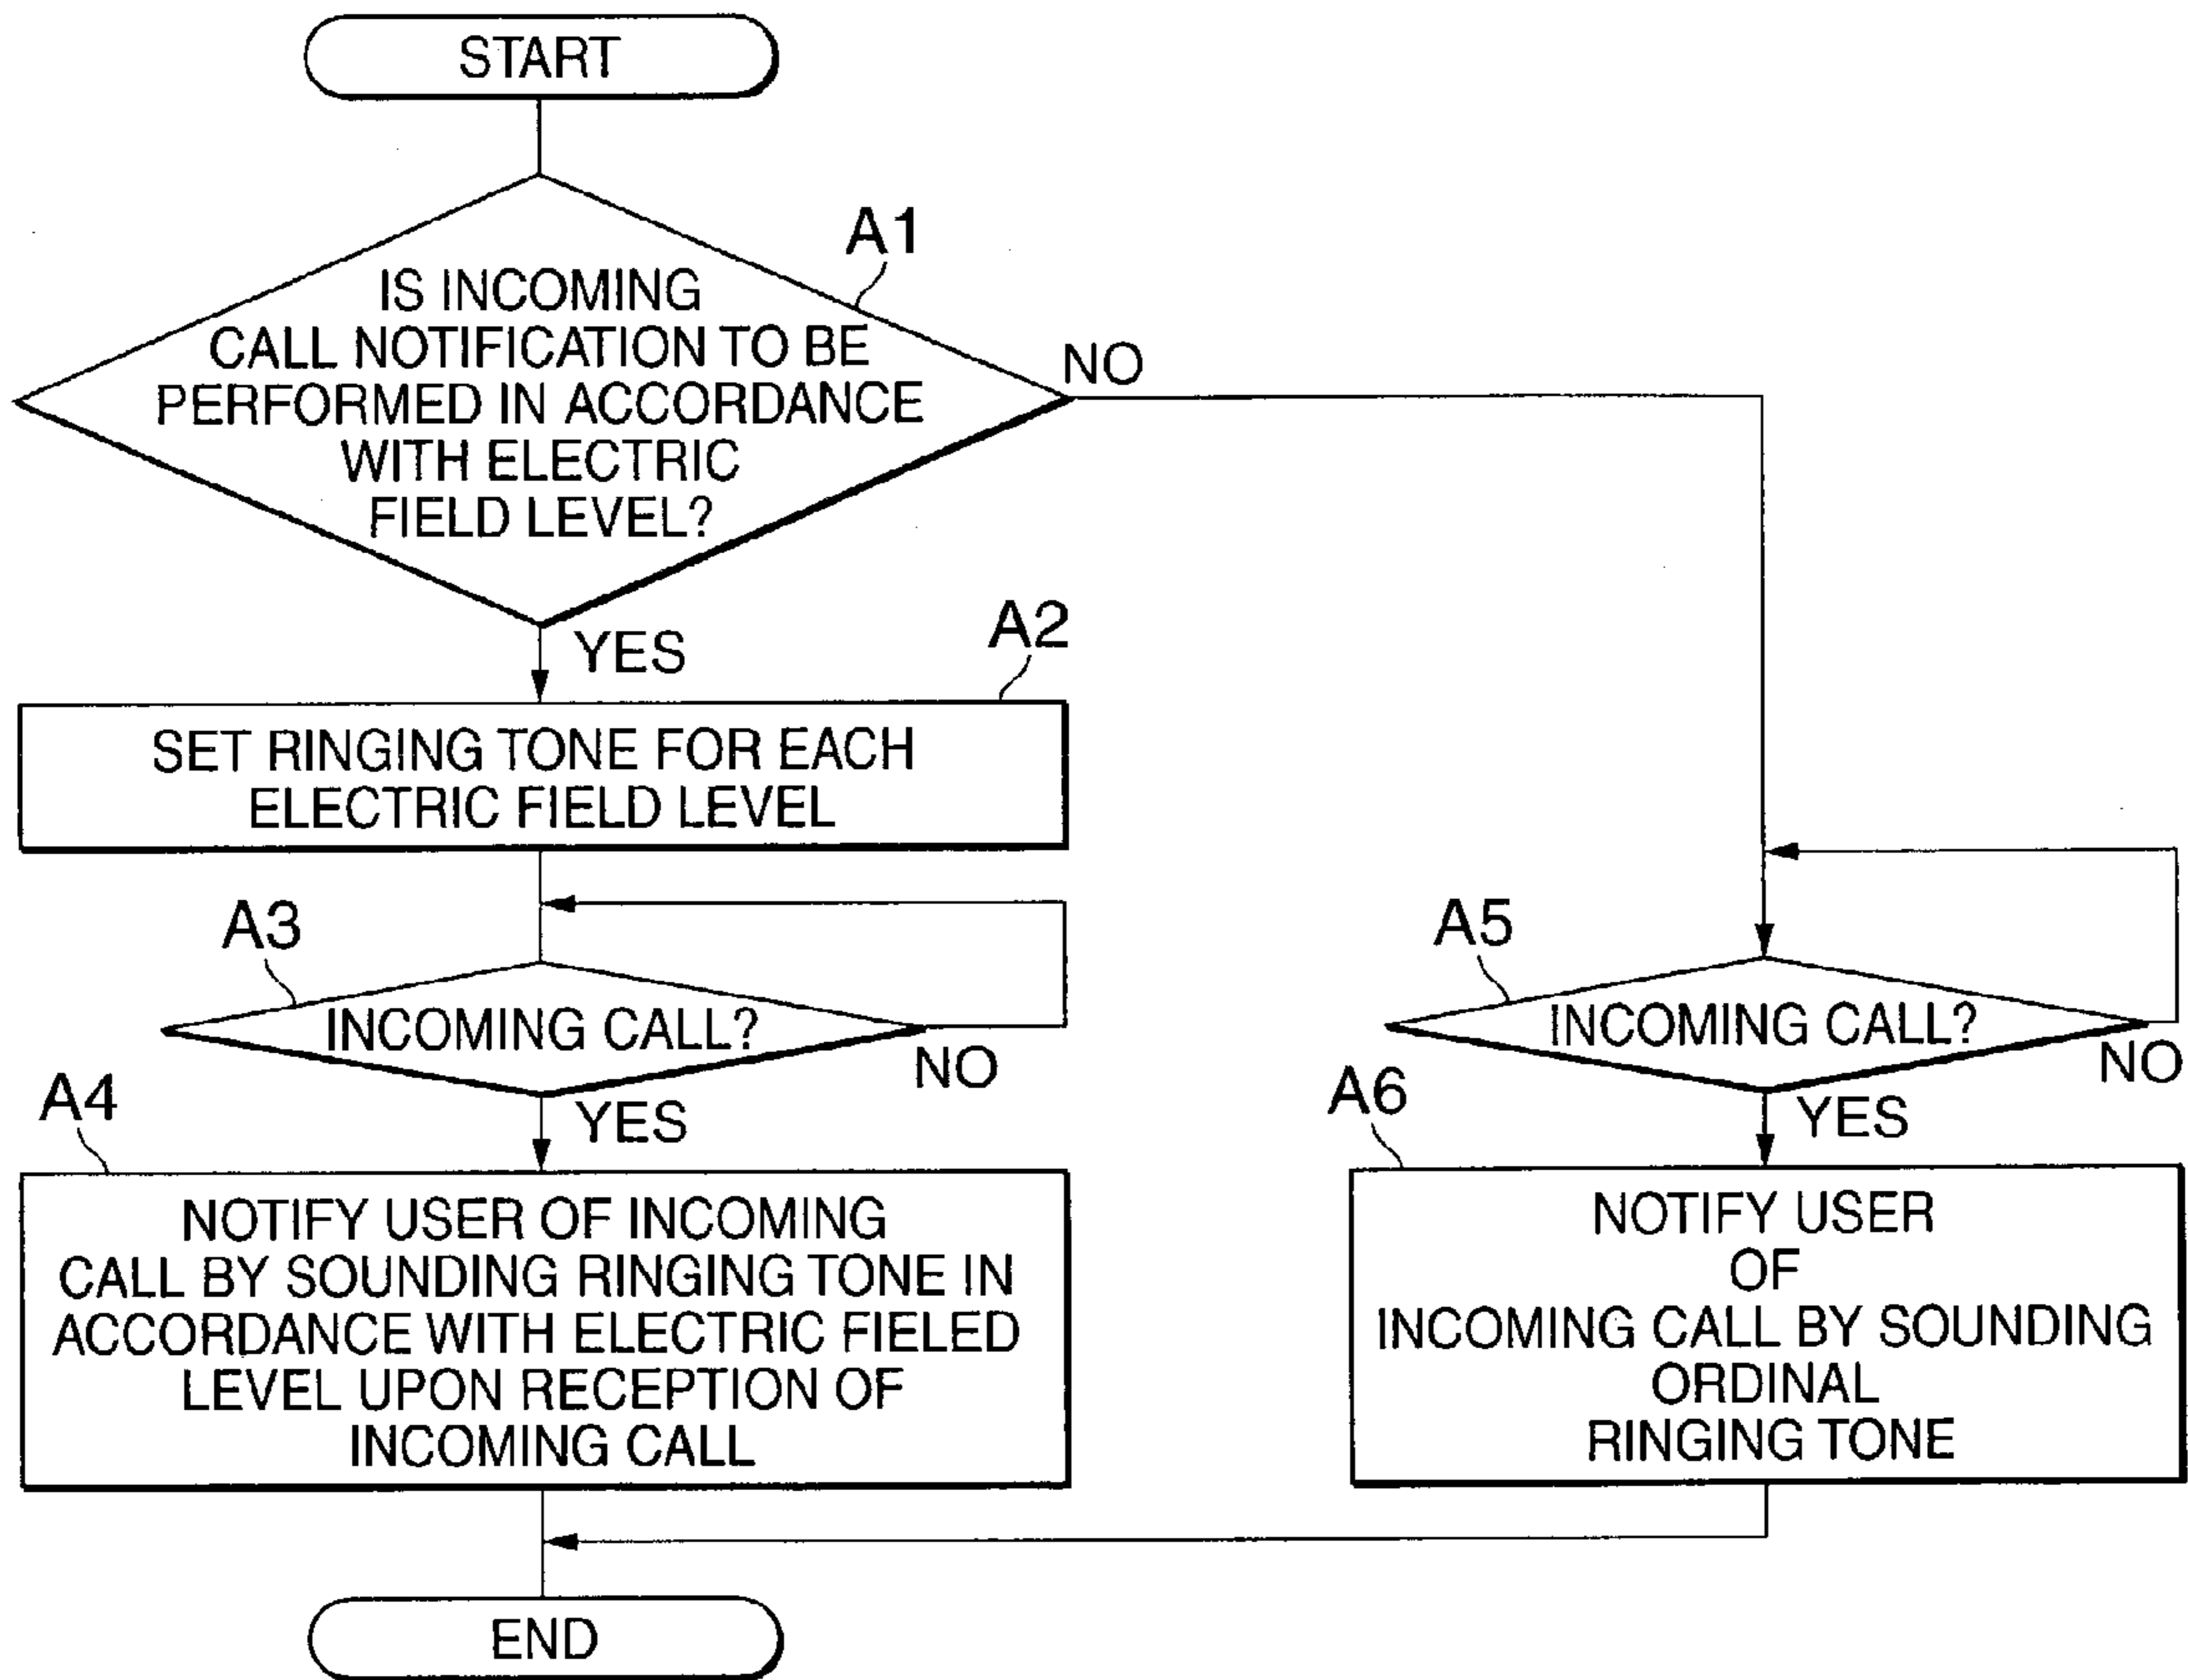 START
A1
IS INCOMING
CALL NOTIFICATION TO BE
PERFORMED IN ACCORDANCE
WITH ELECTRIC
FIELD LEVEL?
NO
YES
A2
SET RINGING TONE FOR EACH
ELECTRIC FIELD LEVEL
A3
INCOMING CALL?
NO
YES
A4
NOTIFY USER OF INCOMING
CALL BY SOUNDING RINGING TONE IN
ACCORDANCE WITH ELECTRIC FIELED
LEVEL UPON RECEPTION OF
INCOMING CALL
A5
INCOMING CALL?
NO
YES
A6
NOTIFY USER
OF
INCOMING CALL BY SOUNDING
ORDINAL
RINGING TONE
END